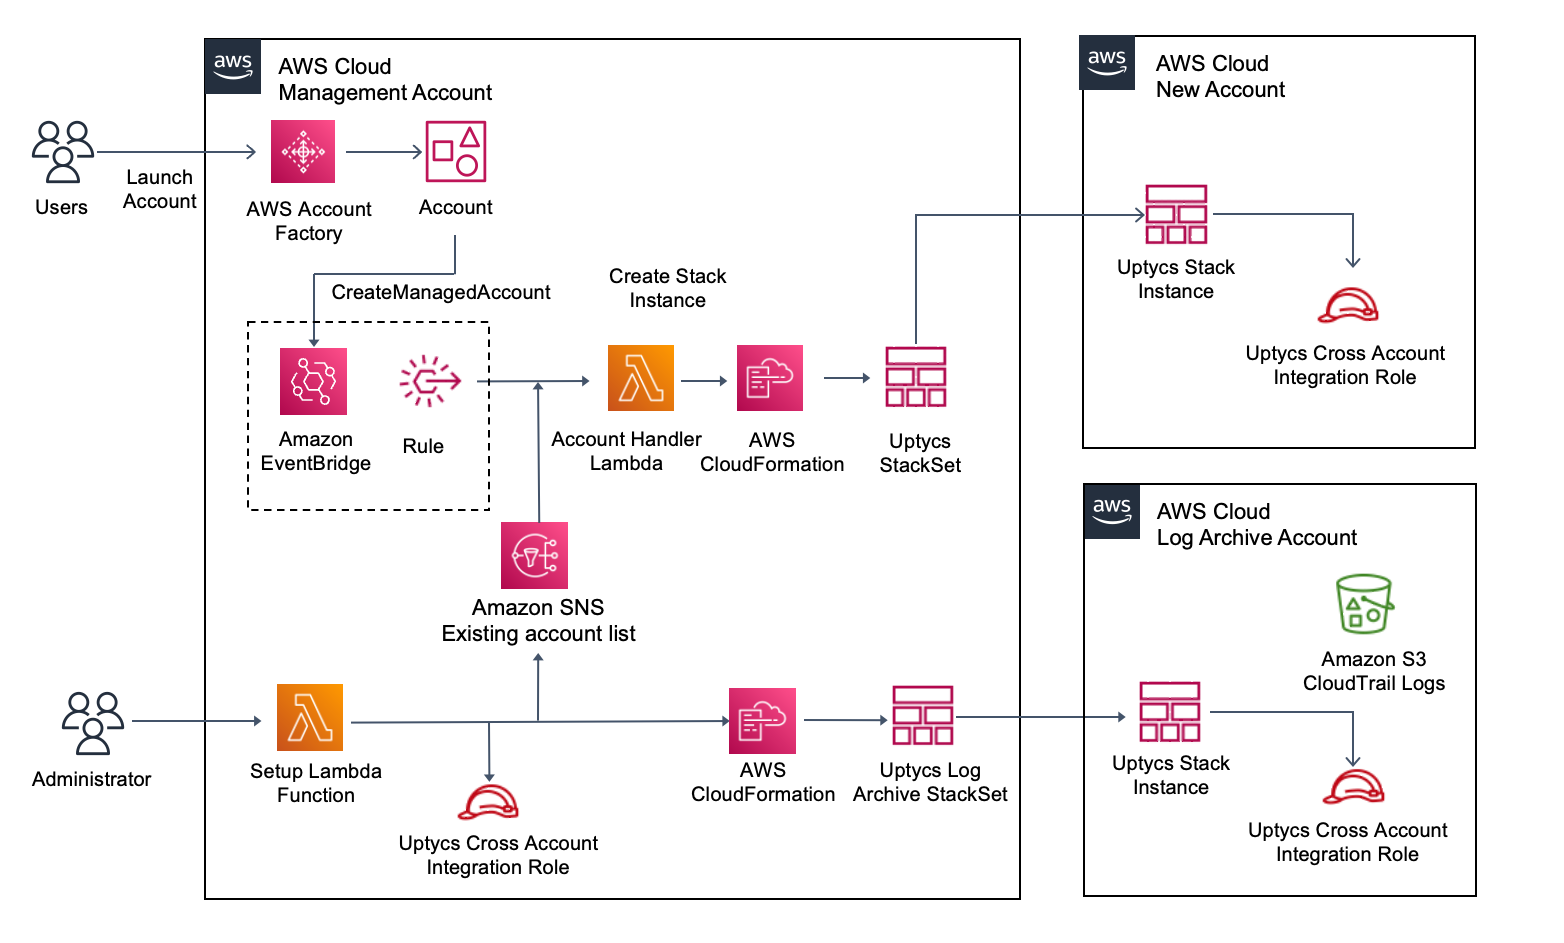 aws
AWS Cloud
Management Account
Users
Launch
Account
AWS Account
Factory
Account
CreateManagedAccount
Create Stack
Instance
Amazon
EventBridge
Rule
Account Handler
Lambda
AWS
CloudFormation
Uptycs
StackSet
Amazon SNS
Existing account list
Administrator
Setup Lambda
Function
Uptycs Cross Account
Integration Role
AWS
CloudFormation
Uptycs Log
Archive StackSet
aws
AWS Cloud
New Account
Uptycs Stack
Instance
Uptycs Cross Account
Integration Role
aws
AWS Cloud
Log Archive Account
Amazon S3
CloudTrail Logs
Uptycs Stack
Instance
Uptycs Cross Account
Integration Role